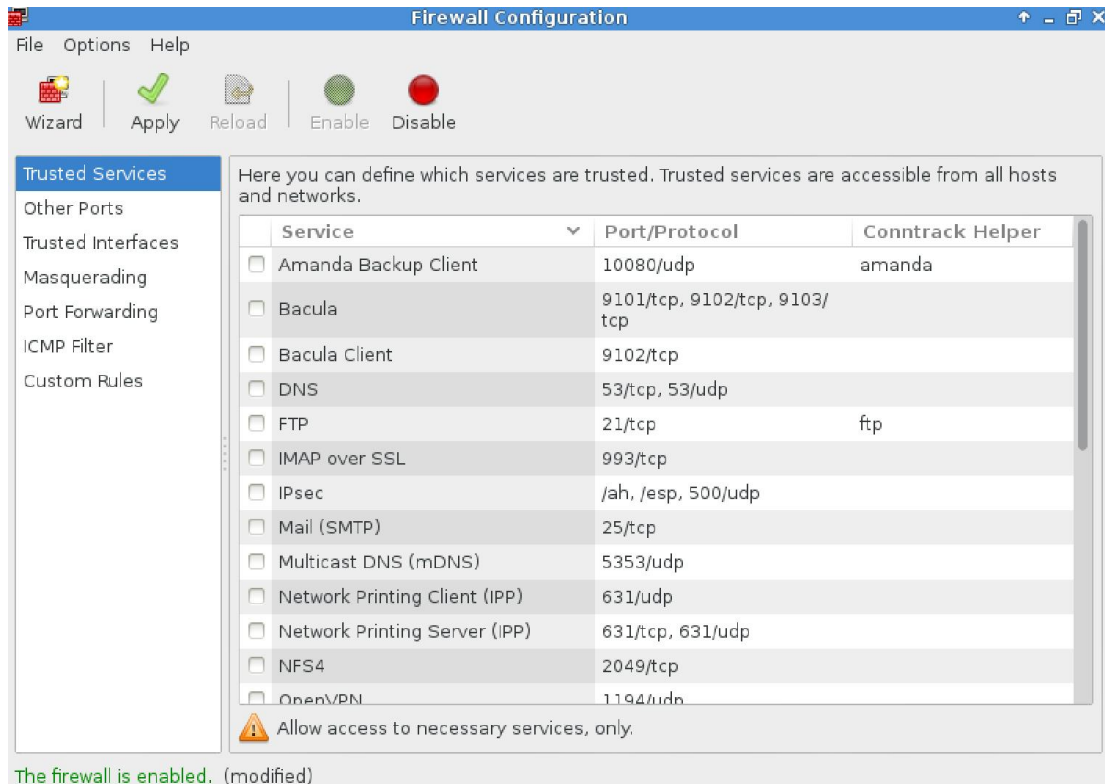 Firewall Configuration
File Options Help
Wizard Apply Reload Enable Disable
Trusted Services
Other Ports
Trusted Interfaces
Masquerading
Port Forwarding
ICMP Filter
Custom Rules
Here you can define which services are trusted. Trusted services are accessible from all hosts
and networks.
Service Port/Protocol Conntrack Helper
Amanda Backup Client 10080/udp amanda
Bacula 9101/tcp, 9102/tcp, 9103/
tcp
Bacula Client 9102/tcp
DNS 53/tcp, 53/udp
FTP 21/tcp ftp
IMAP over SSL 993/tcp
IPsec /ah, /esp, 500/udp
Mail (SMTP) 25/tcp
Multicast DNS (mDNS) 5353/udp
Network Printing Client (IPP) 631/udp
Network Printing Server (IPP) 631/tcp, 631/udp
NFS4 2049/tcp
OpenVPN 1194/udp
Allow access to necessary services, only.
The firewall is enabled. (modified)